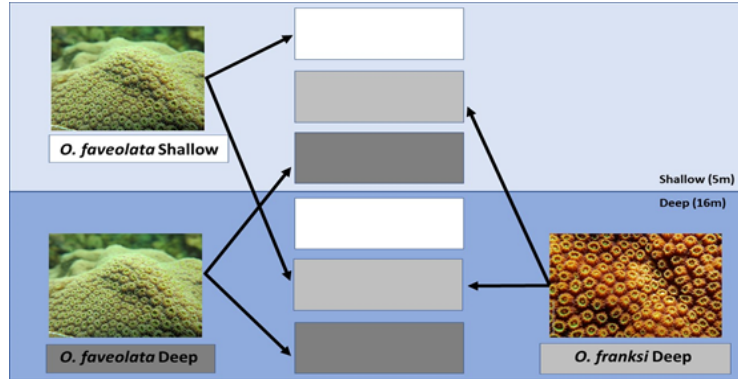 O. faveolata Shallow
Shallow (5m)
Deep (16m)
O. faveolata Deep
O. franksi Deep